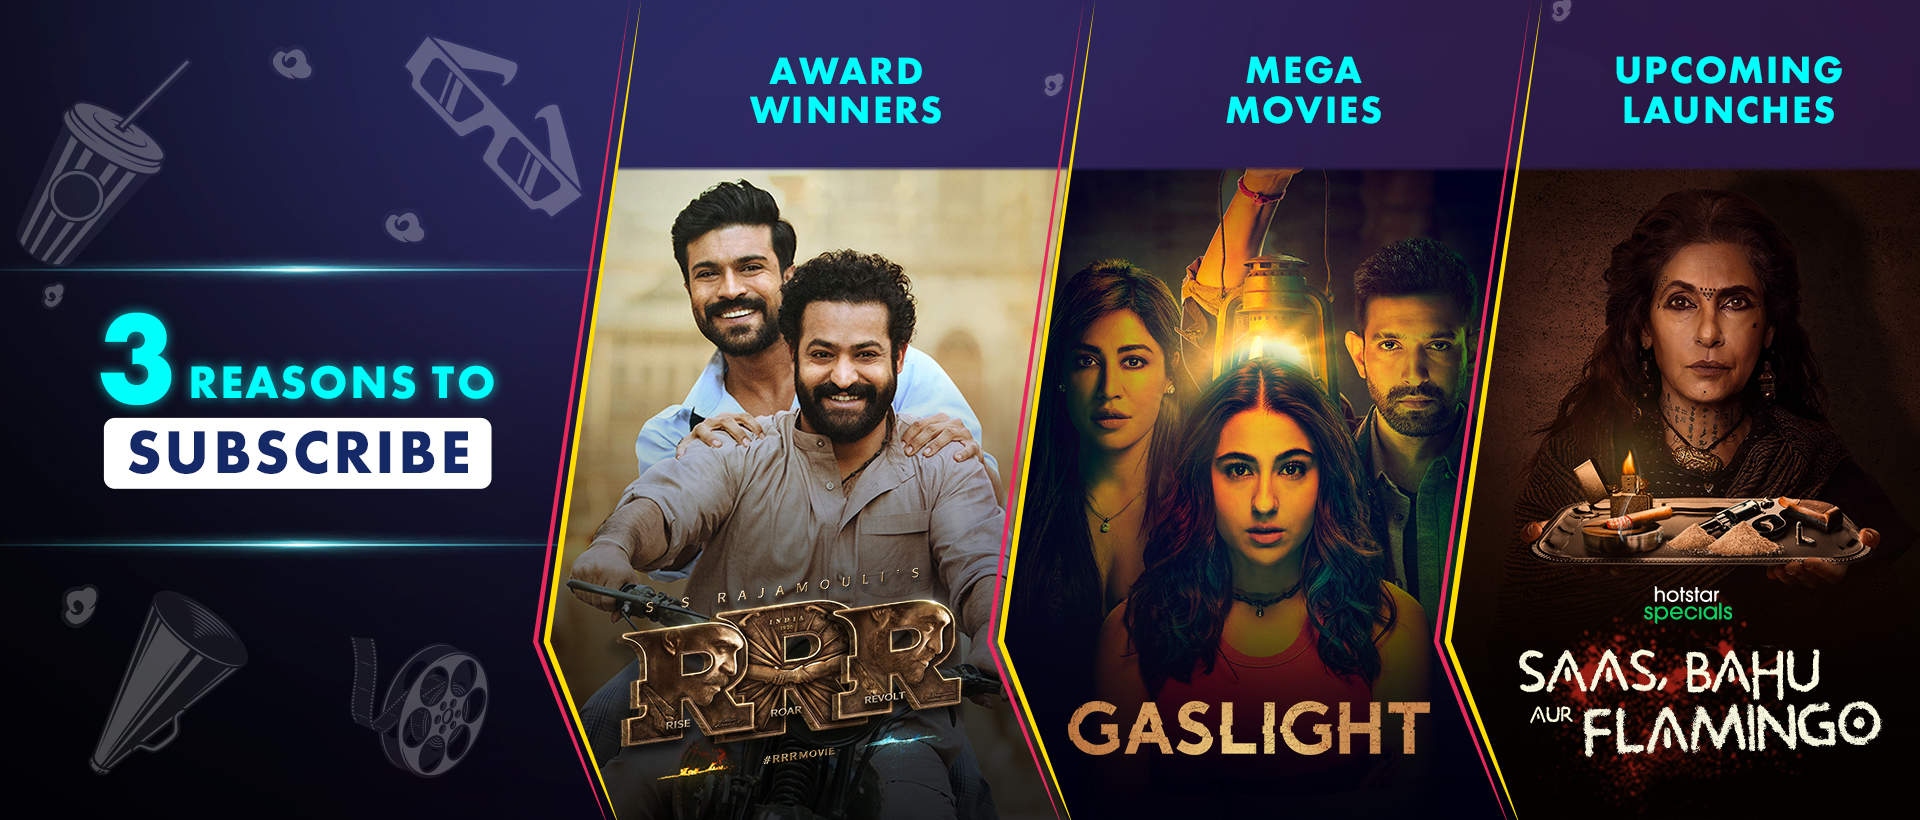 3 REASONS TO
SUBSCRIBE
AWARD
WINNERS
S S RAJAMOULI'S
INDIA
RRR
RISE
ROAR
REVOLT
#RRRMOVIE
MEGA
MOVIES
GASLIGHT
UPCOMING
LAUNCHES
hotstar
specials
SAAS, BAHU
AUR FLAMINGO